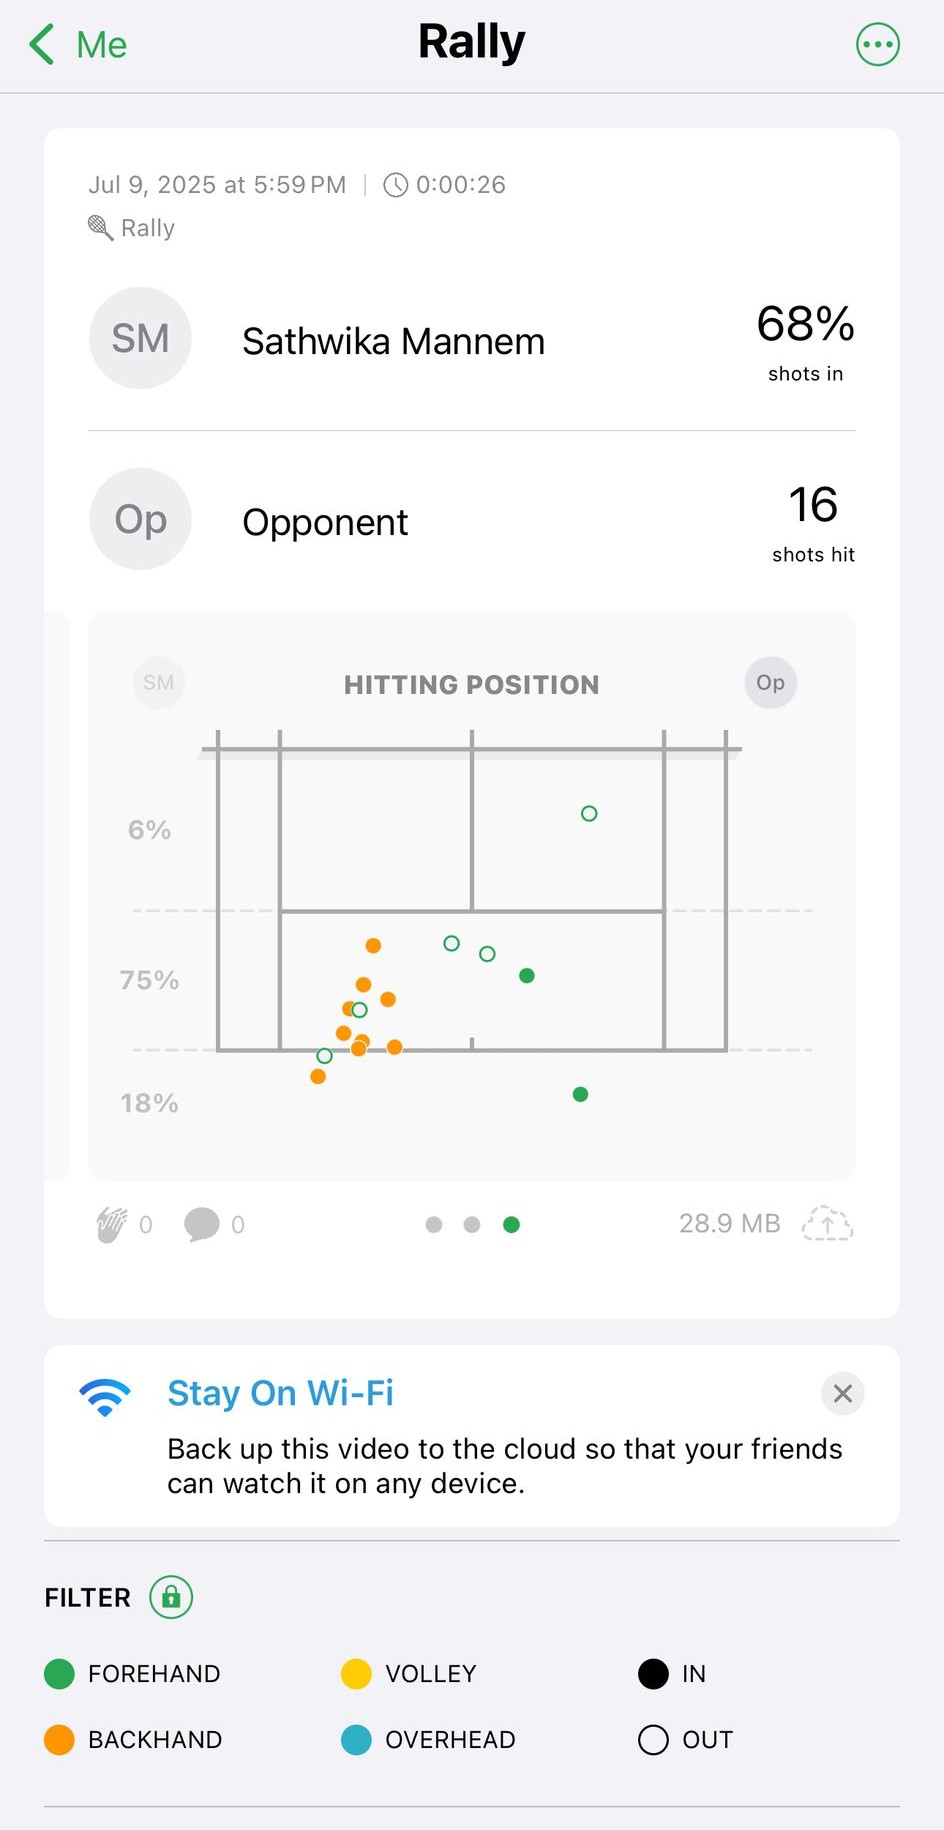 Me
Rally
Jul 9, 2025 at 5:59 PM | 0:00:26
Rally
SM
Sathwika Mannem
68%
shots in
Op
Opponent
16
shots hit
SM
HITTING POSITION
Op
6%
75%
18%
0
0
28.9 MB
Stay On Wi-Fi
Back up this video to the cloud so that your friends
can watch it on any device.
FILTER
FOREHAND
VOLLEY
IN
BACKHAND
OVERHEAD
OUT